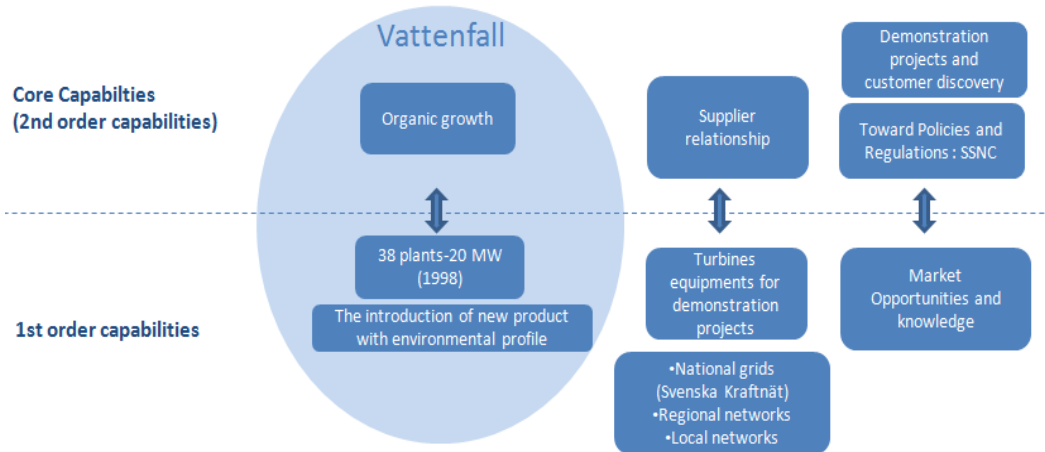 Vattenfall
Core Capabilties
(2nd order capabilities)
Organic growth
Supplier
relationship
Demonstration
projects and
customer discovery
Toward Policies and
Regulations : SSNC
1st order capabilities
38 plants-20 MW
(1998)
The introduction of new product
with environmental profile
Turbines
equipments for
demonstration
projects
•National grids
(Svenska Kraftnät)
•Regional networks
•Local networks
Market
Opportunities and
knowledge